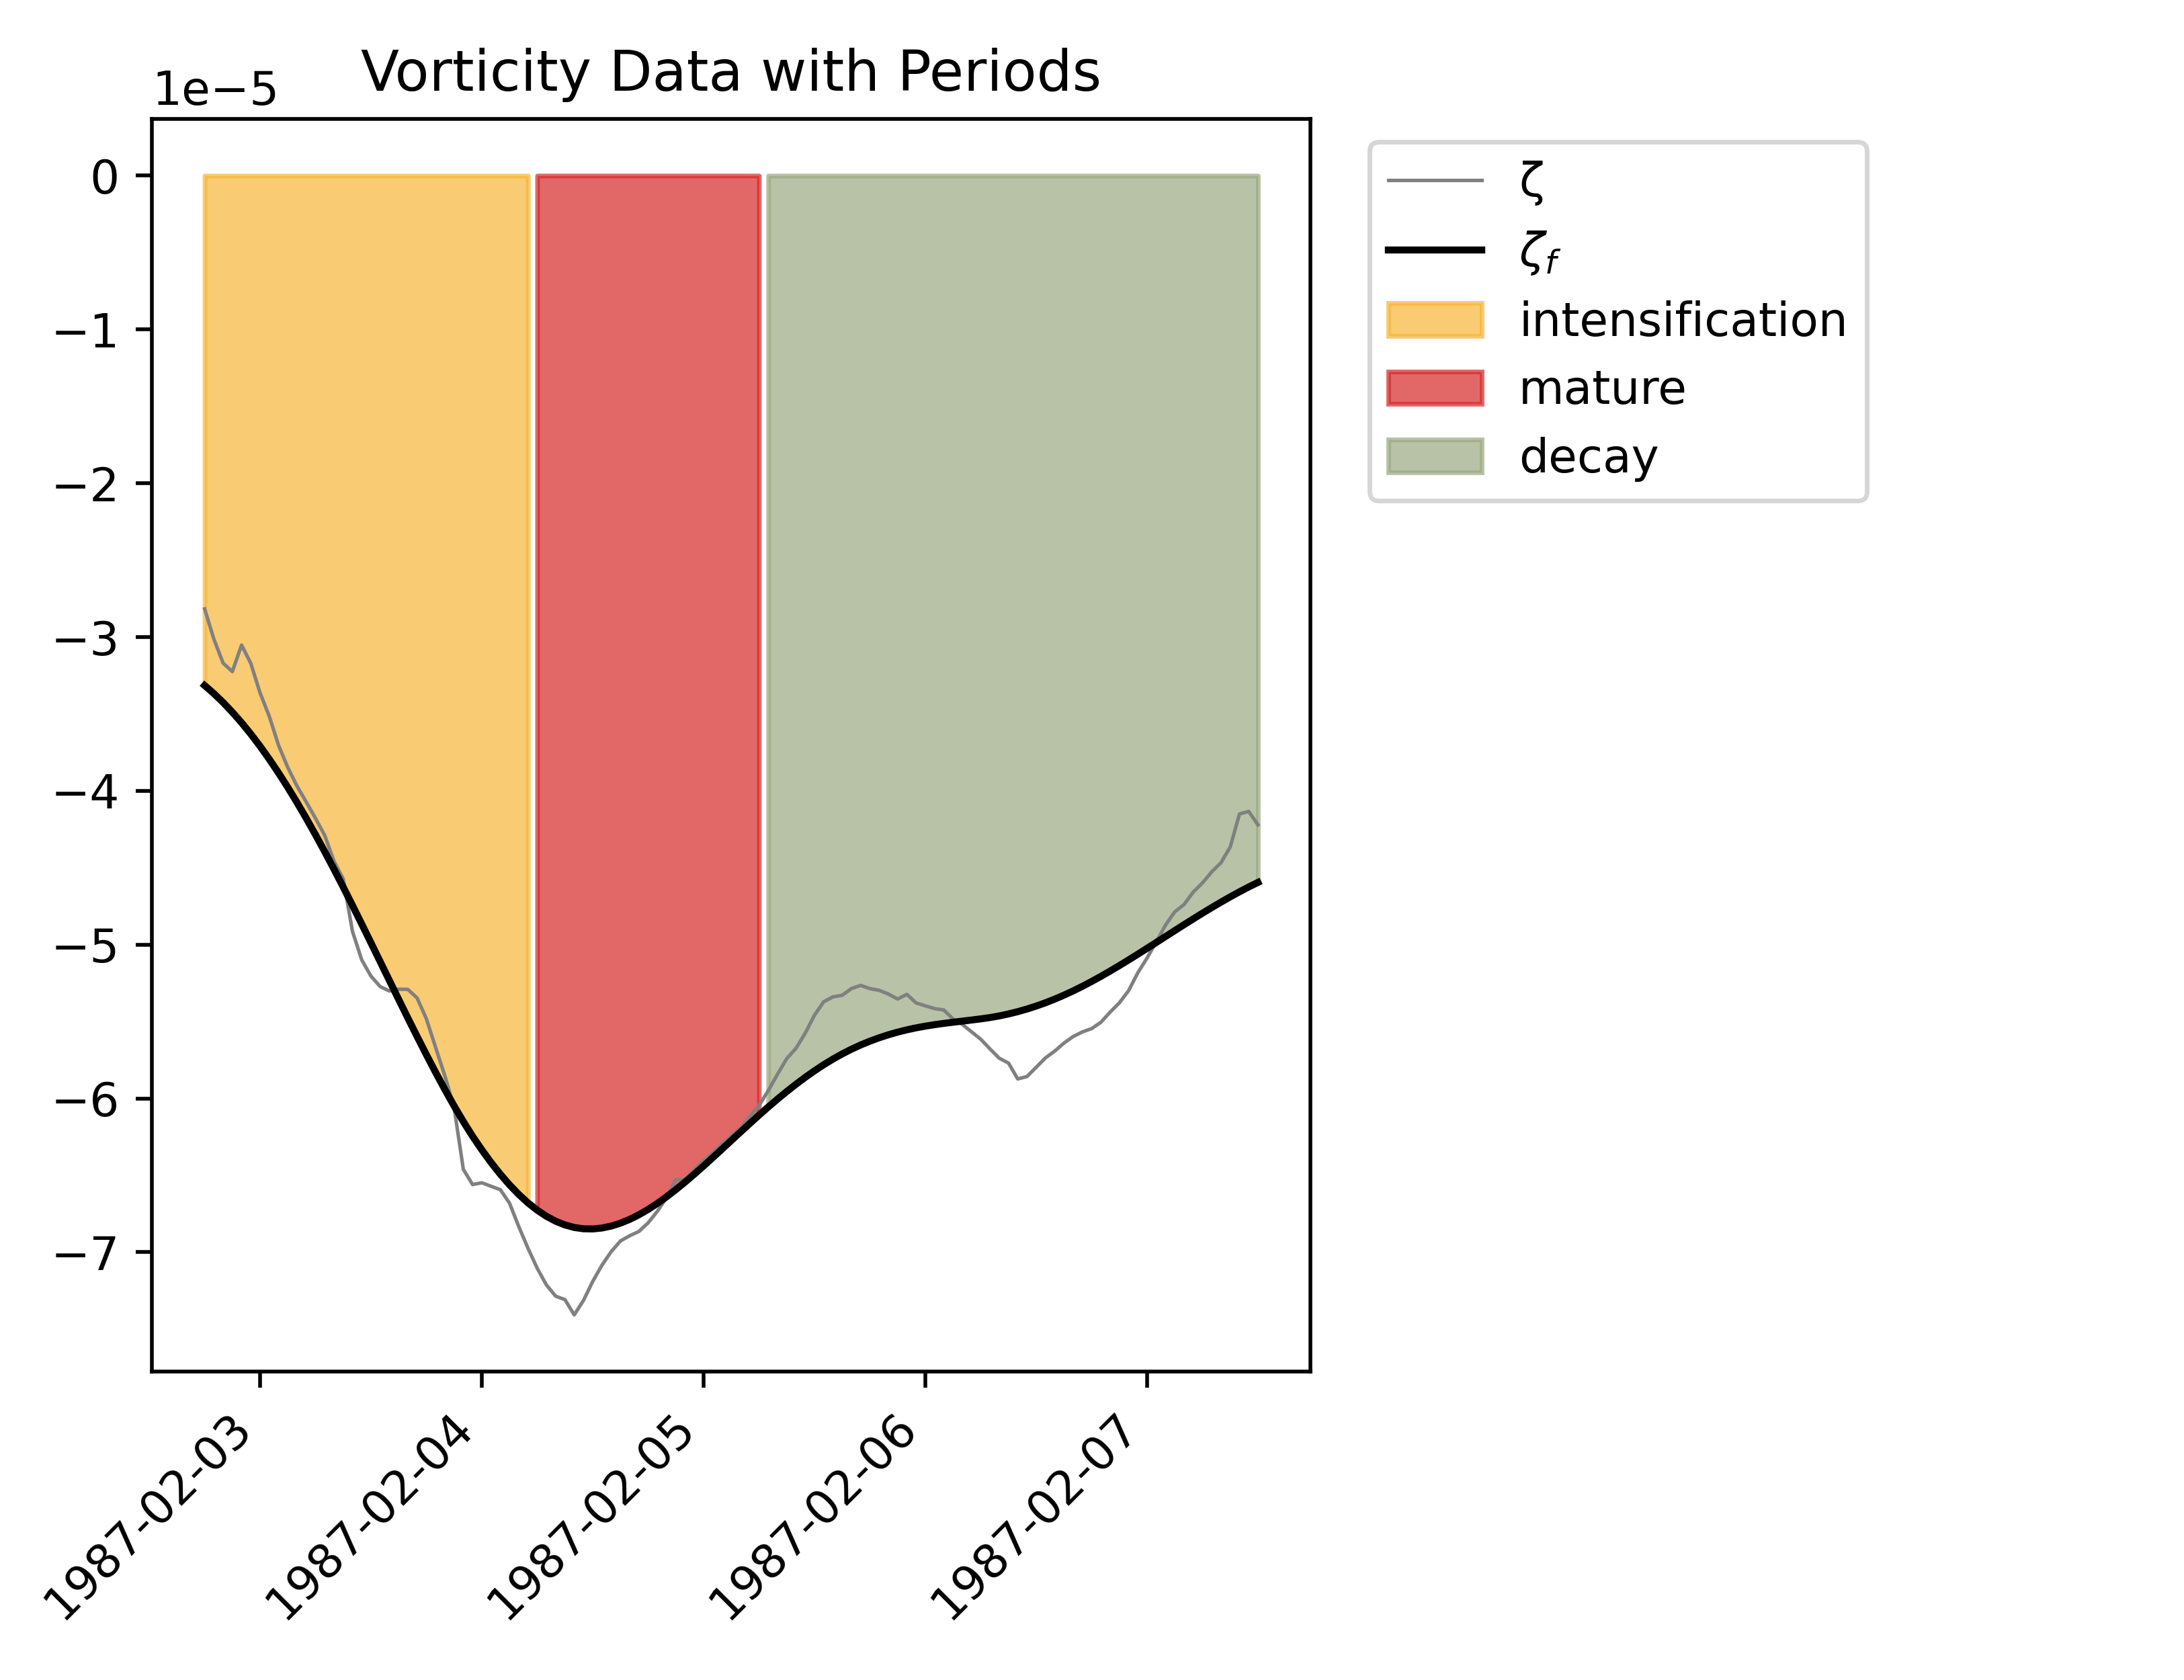 Vorticity Data with Periods
1e−5
0
−1
−2
−3
−4
−5
−6
−7
1987-02-03
1987-02-04
1987-02-05
1987-02-06
1987-02-07
ζ
ζf
intensification
mature
decay